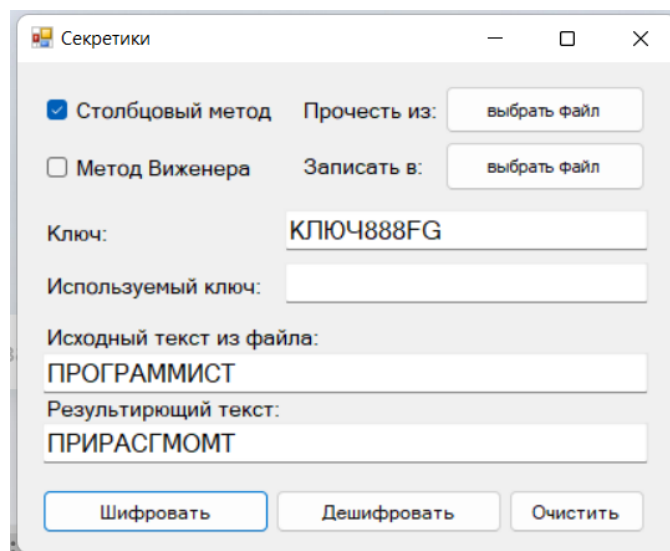 Секретики
Столбцовый метод Прочесть из: выбрать файл
Метод Виженера Записать в: выбрать файл
Ключ: КЛЮЧ888FG
Используемый ключ:
Исходный текст из файла:
ПРОГРАММИСТ
Результирющий текст:
ПРИРАСГМОМТ
Шифровать Дешифровать Очистить